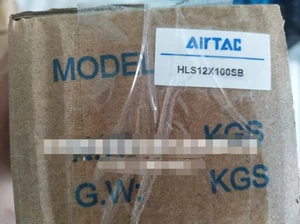 AIRTAC
MODEL
HLS12X100SB
KGS
G.W: KGS